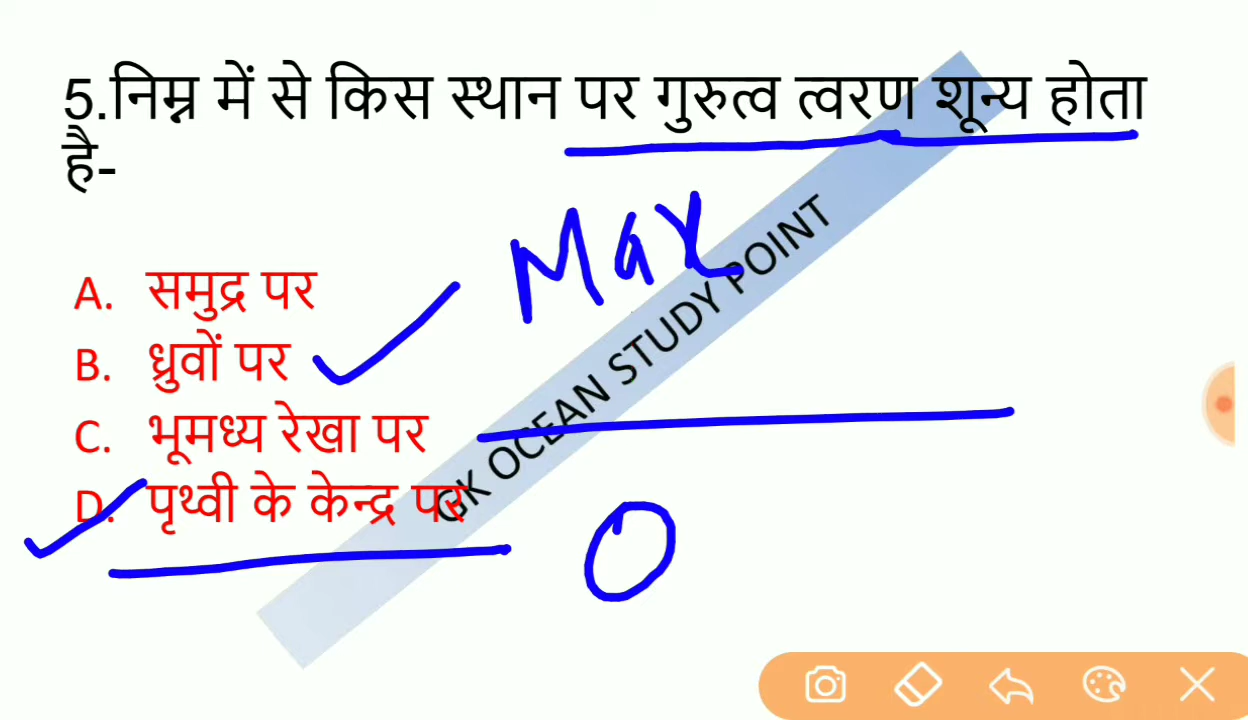 5.निम्न में से किस स्थान पर गुरुत्व त्वरण शून्य होता
है-
Max
A. समुद्र पर
B. ध्रुवों पर
C. भूमध्य रेखा पर
D. पृथ्वी के केन्द्र पर
0
GK OCEAN STUDY POINT